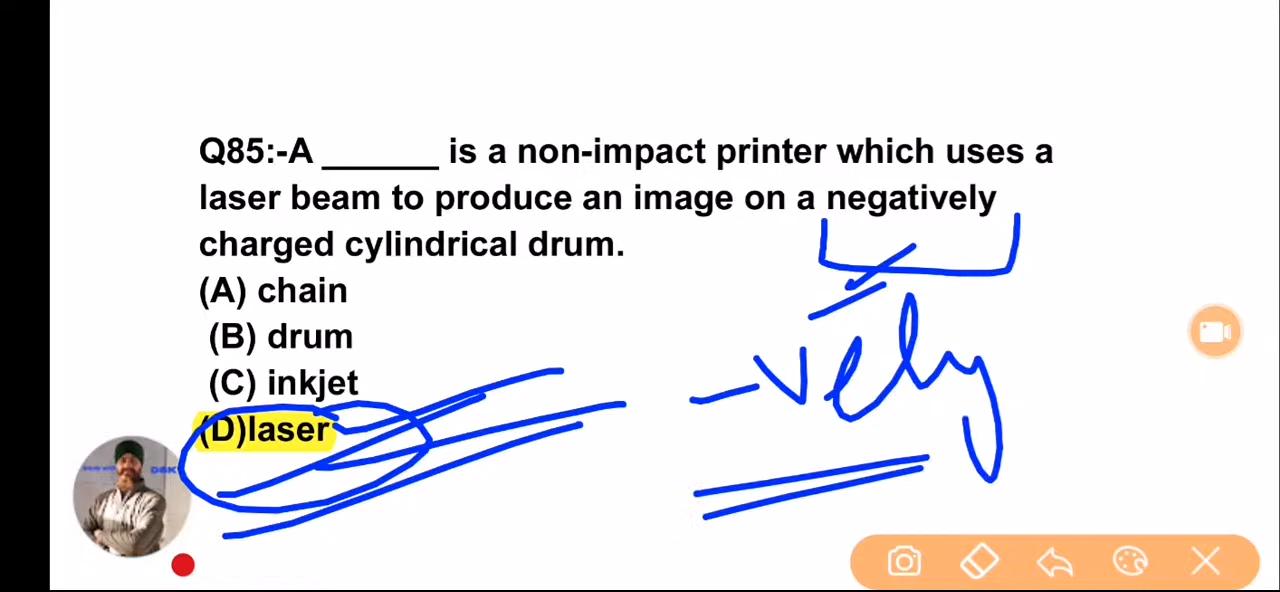 Q85:-A ______ is a non-impact printer which uses a
laser beam to produce an image on a negatively
charged cylindrical drum.
(A) chain
(B) drum
(C) inkjet
(D)laser
-vely